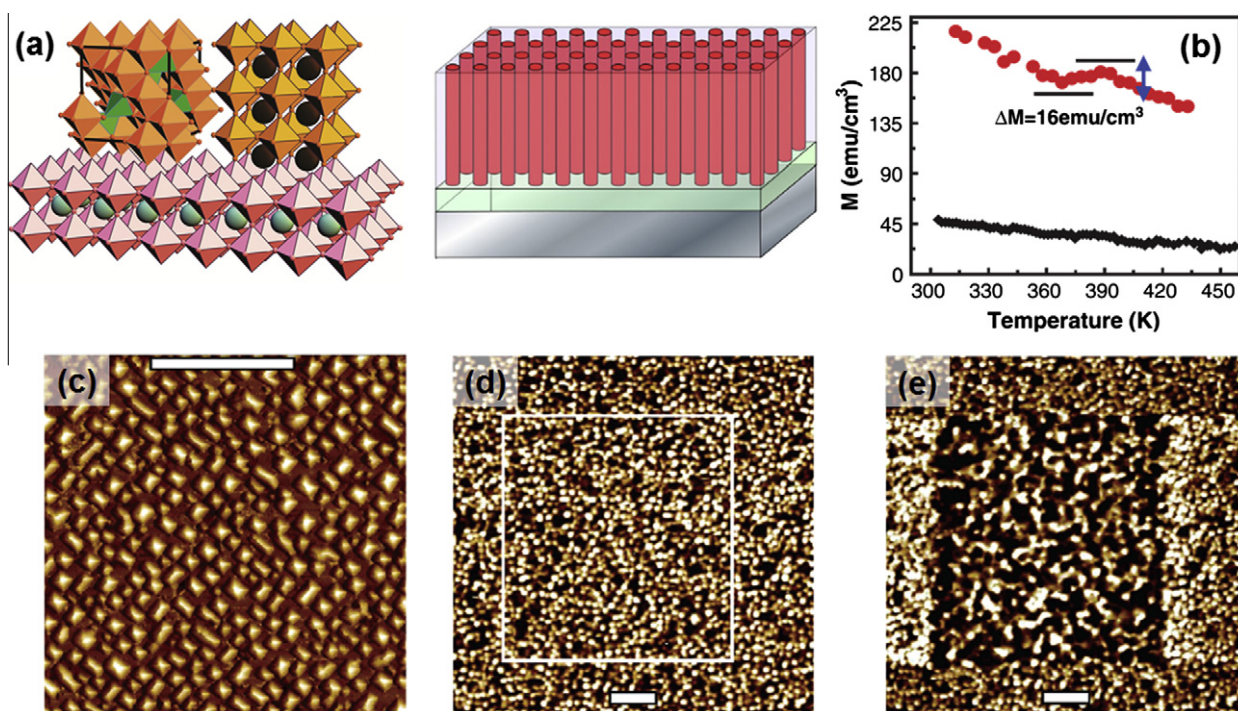 (a)
(b)
225
180
135
90
45
0
M (emu/cm³)
ΔM=16emu/cm³
300 330 360 390 420 450
Temperature (K)
(c)
(d)
(e)